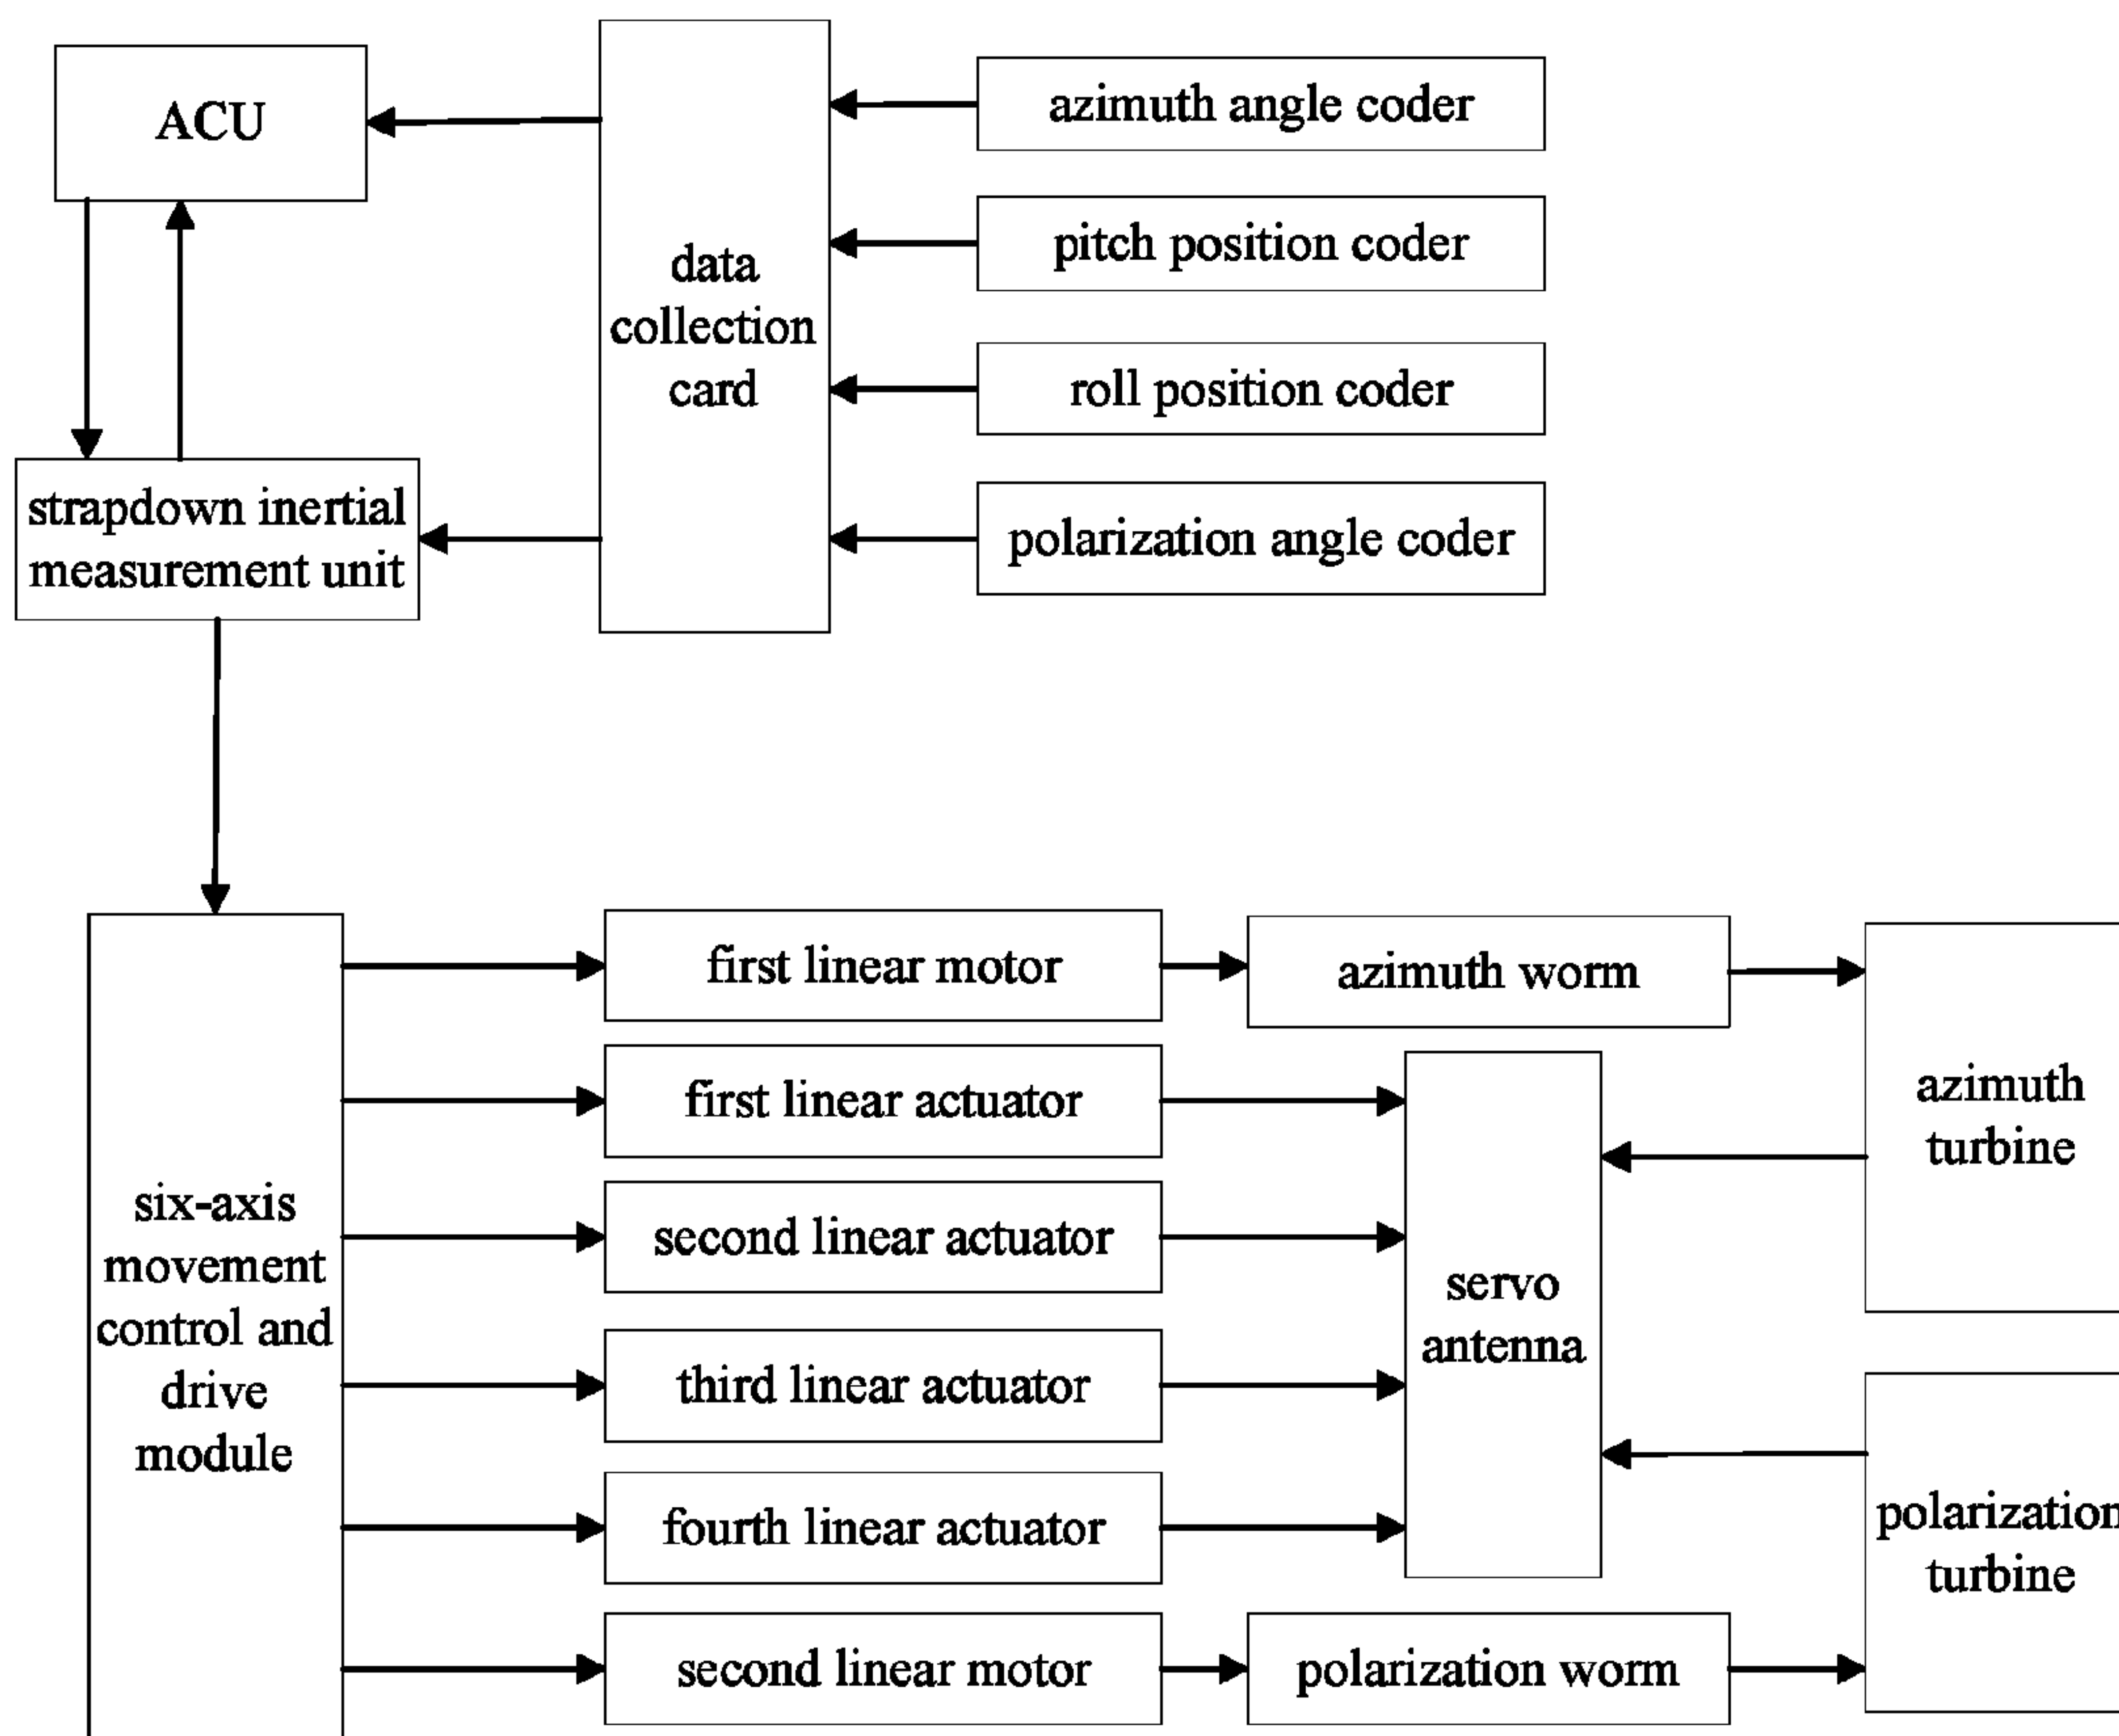 ACU
data
collection
card
azimuth angle coder
pitch position coder
roll position coder
polarization angle coder
strapdown inertial
measurement unit
six-axis
movement
control and
drive
module
first linear motor
azimuth worm
first linear actuator
second linear actuator
third linear actuator
fourth linear actuator
second linear motor
polarization worm
servo
antenna
azimuth
turbine
polarization
turbine